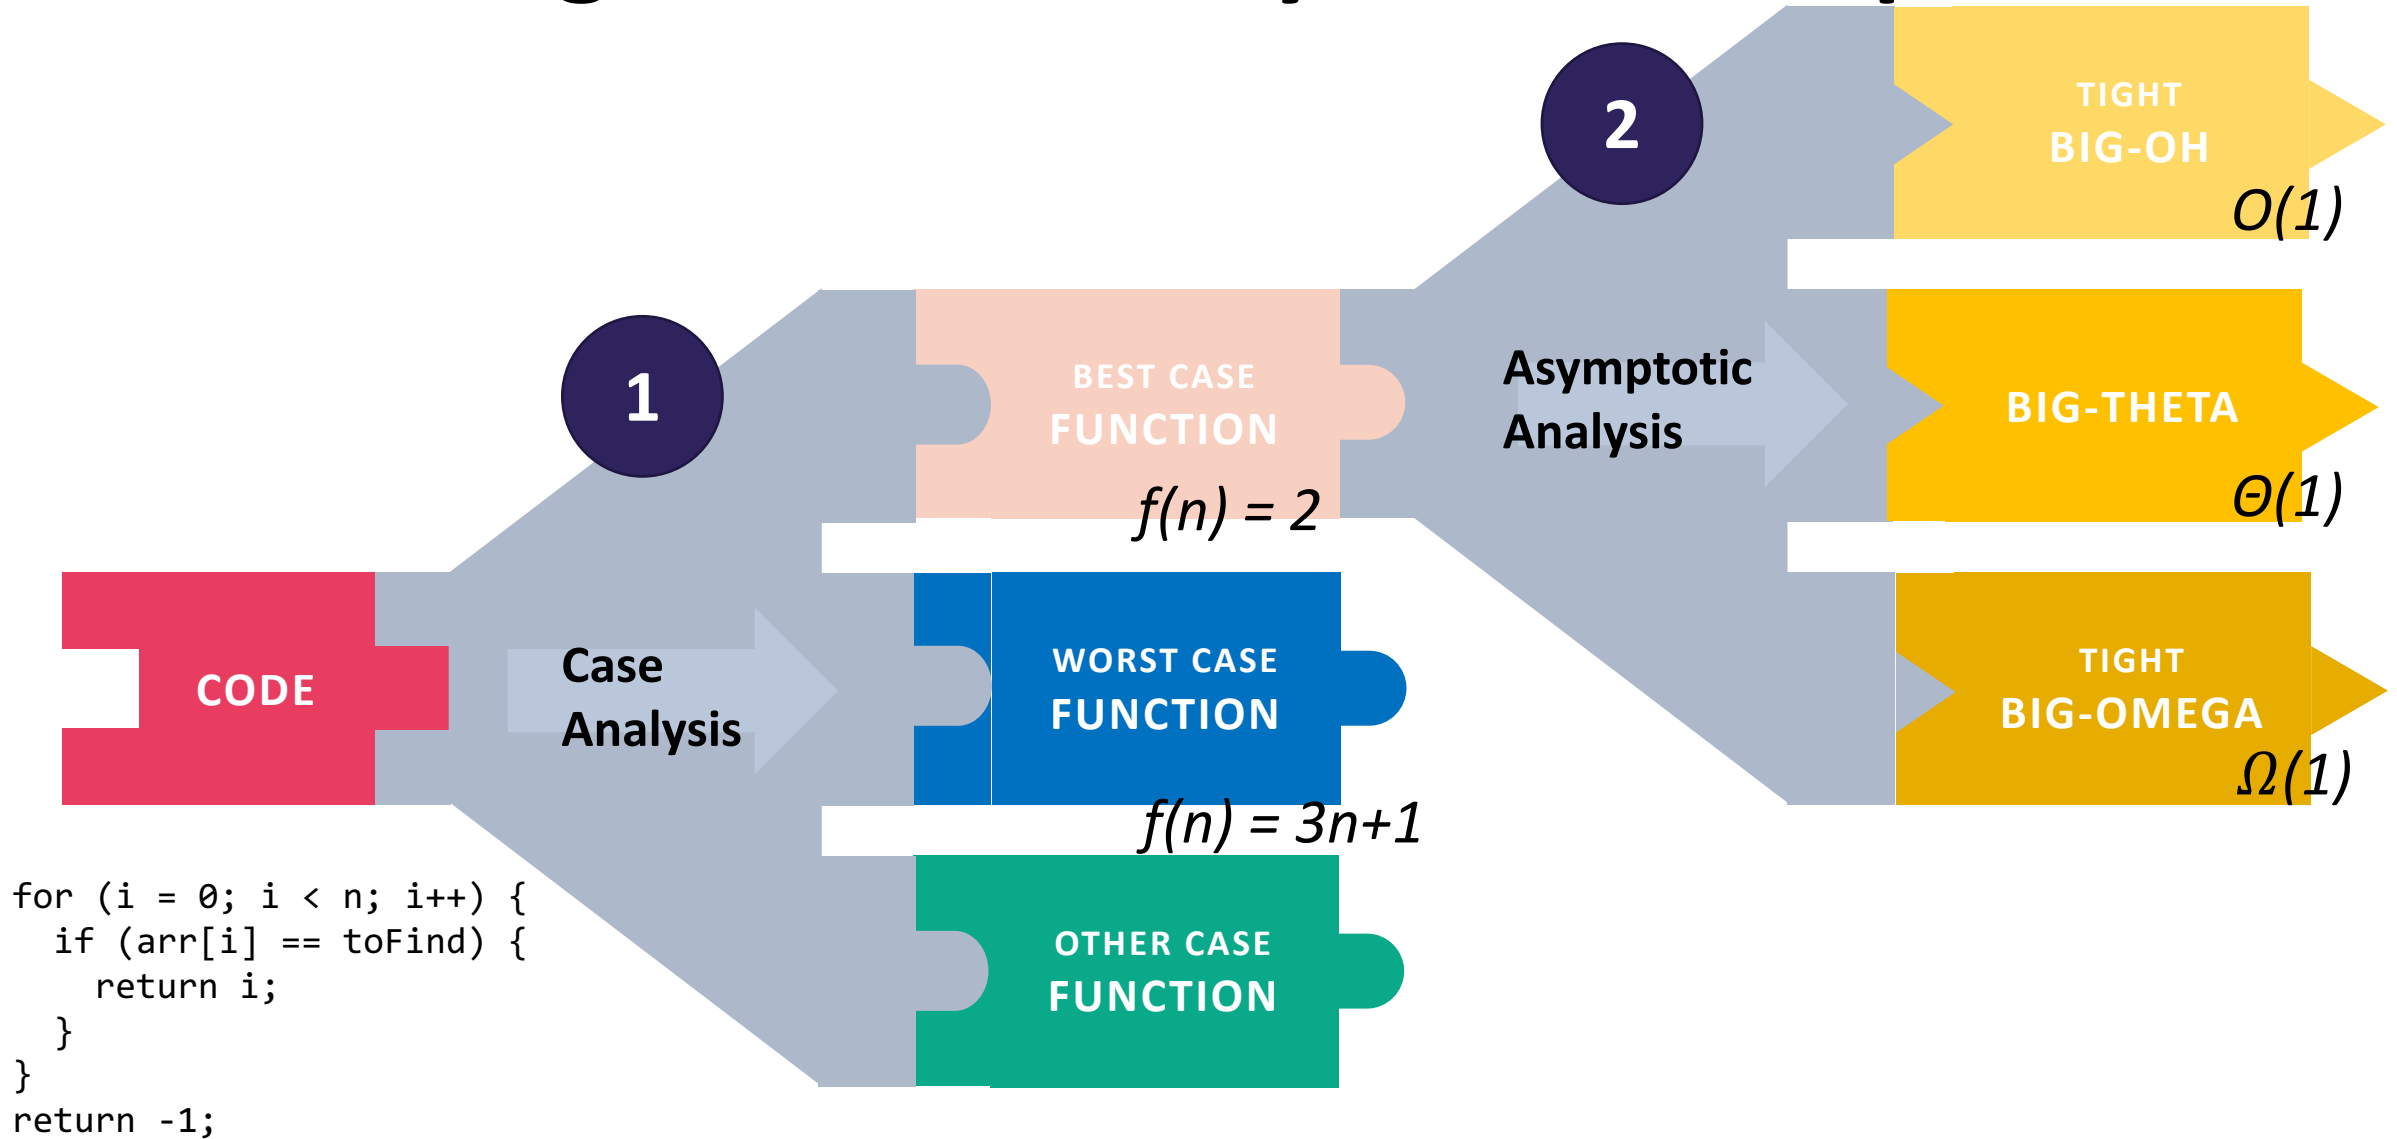 1
2
CODE
Case
Analysis
BEST CASE
FUNCTION
f(n) = 2
WORST CASE
FUNCTION
f(n) = 3n+1
OTHER CASE
FUNCTION
Asymptotic
Analysis
TIGHT
BIG-OH
O(1)
BIG-THETA
Θ(1)
TIGHT
BIG-OMEGA
Ω(1)
for (i = 0; i < n; i++) {
  if (arr[i] == toFind) {
    return i;
  }
}
return -1;